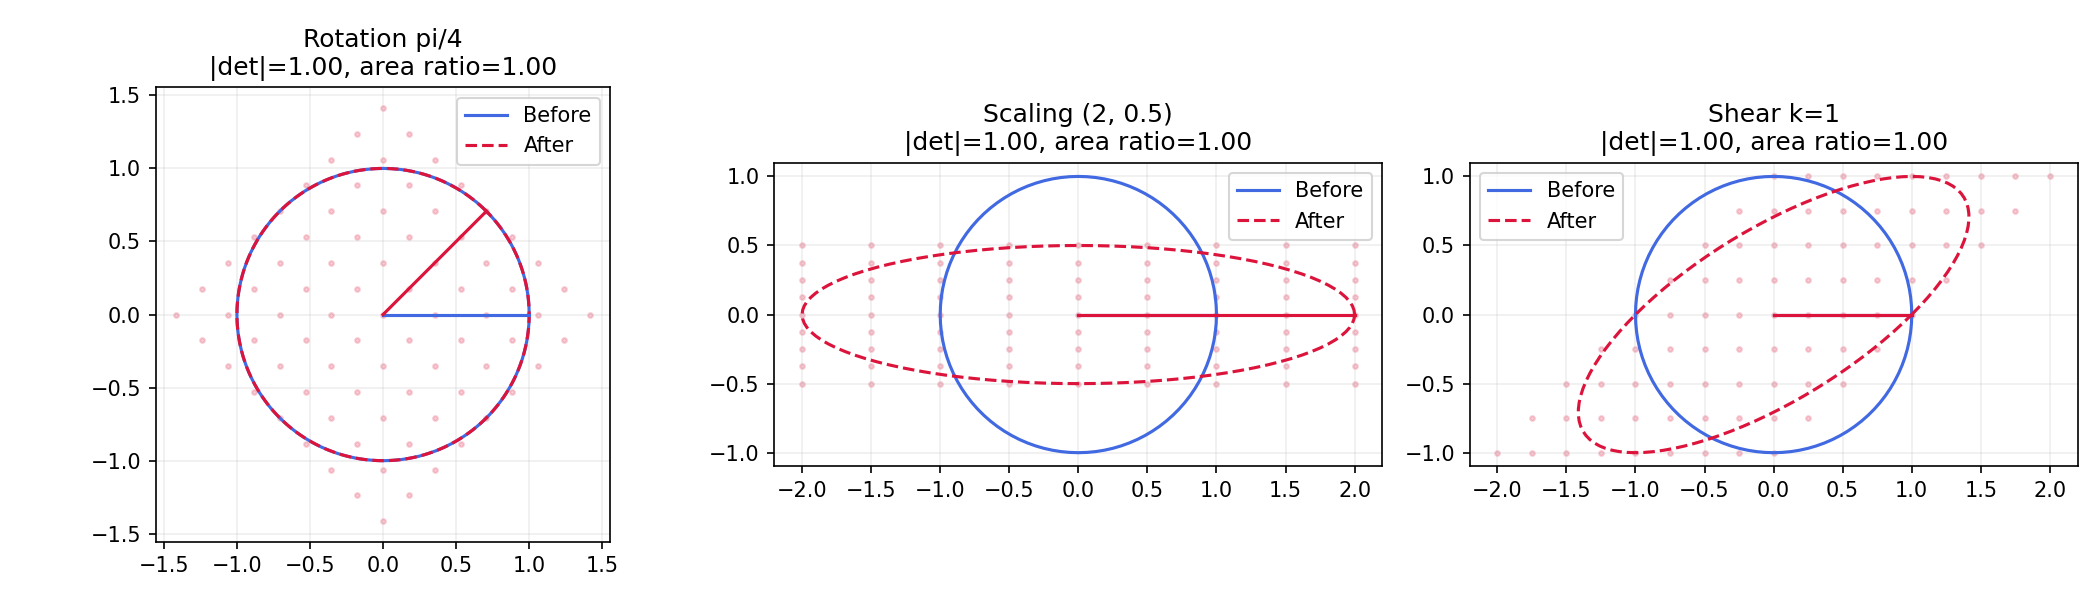 Rotation pi/4
|det|=1.00, area ratio=1.00
Before
After
1.5
1.0
0.5
0.0
−0.5
−1.0
−1.5
−1.5 −1.0 −0.5 0.0 0.5 1.0 1.5
Scaling (2, 0.5)
|det|=1.00, area ratio=1.00
Before
After
1.0
0.5
0.0
−0.5
−1.0
−2.0 −1.5 −1.0 −0.5 0.0 0.5 1.0 1.5 2.0
Shear k=1
|det|=1.00, area ratio=1.00
Before
After
1.0
0.5
0.0
−0.5
−1.0
−2.0 −1.5 −1.0 −0.5 0.0 0.5 1.0 1.5 2.0